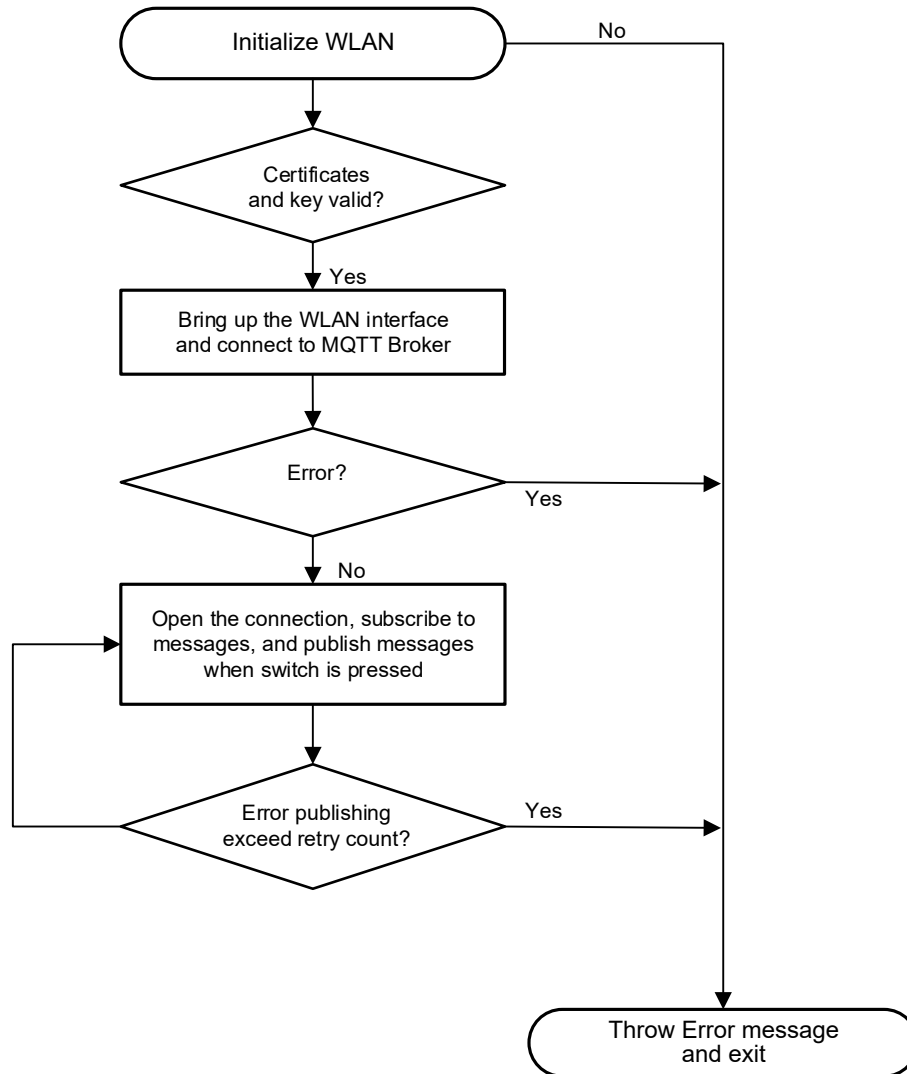 Initialize WLAN
No
Certificates
and key valid?
Yes
Bring up the WLAN interface
and connect to MQTT Broker
Error?
Yes
No
Open the connection, subscribe to
messages, and publish messages
when switch is pressed
Error publishing
exceed retry count?
Yes
Throw Error message
and exit